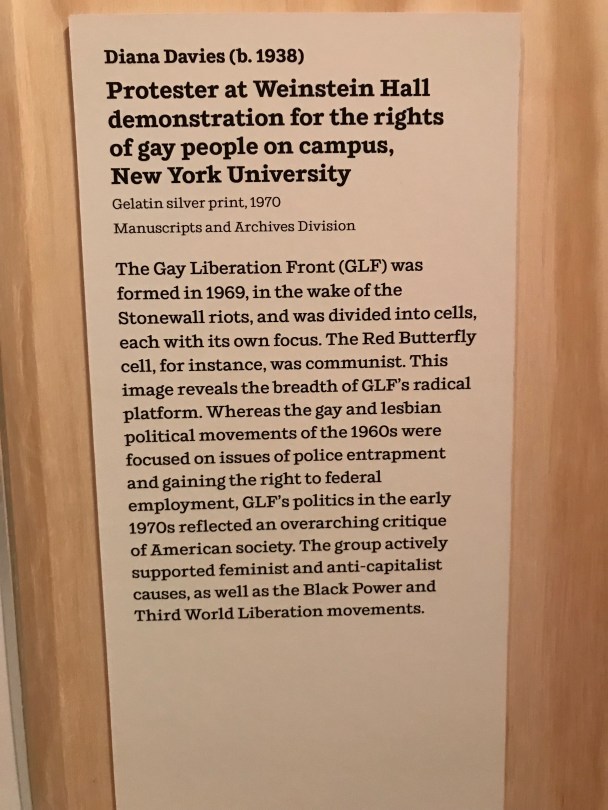 Diana Davies (b. 1938)
Protester at Weinstein Hall
demonstration for the rights
of gay people on campus,
New York University
Gelatin silver print, 1970
Manuscripts and Archives Division
The Gay Liberation Front (GLF) was
formed in 1969, in the wake of the
Stonewall riots, and was divided into cells,
each with its own focus. The Red Butterfly
cell, for instance, was communist. This
image reveals the breadth of GLF's radical
platform. Whereas the gay and lesbian
political movements of the 1960s were
focused on issues of police entrapment
and gaining the right to federal
employment, GLF's politics in the early
1970s reflected an overarching critique
of American society. The group actively
supported feminist and anti-capitalist
causes, as well as the Black Power and
Third World Liberation movements.